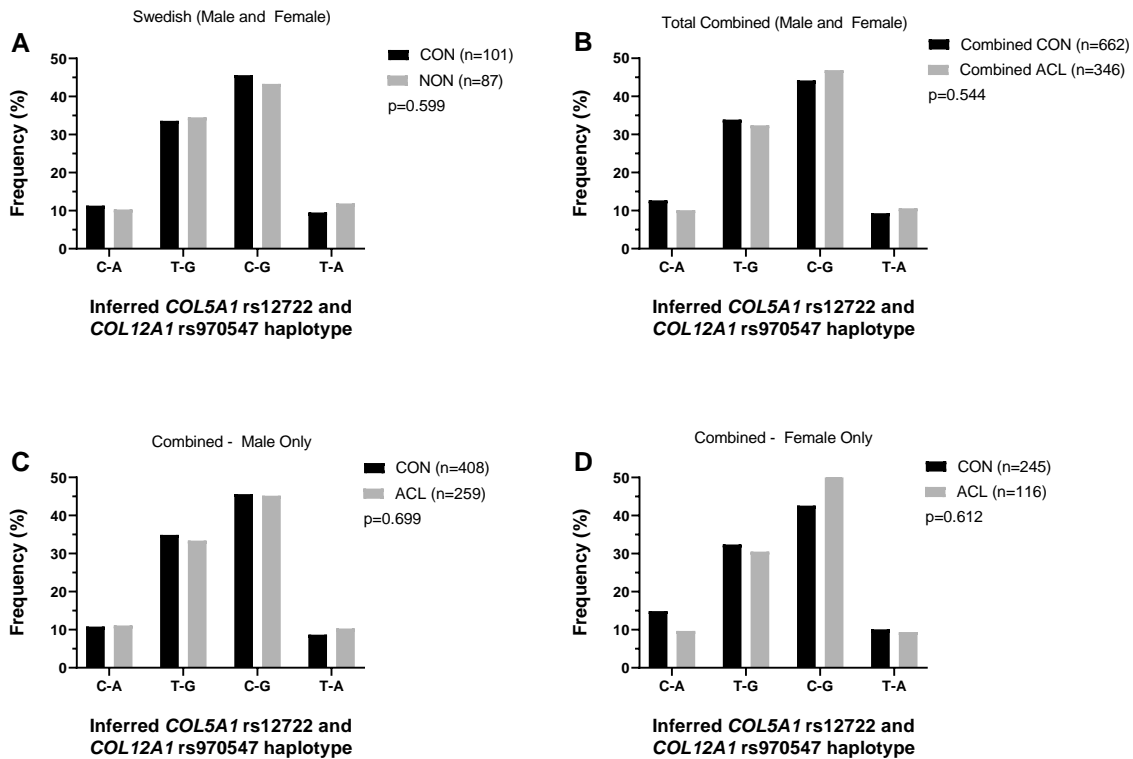 A
Swedish (Male and Female)
50
40
30
20
10
0
Frequency (%)
C-A T-G C-G T-A
CON (n=101)
NON (n=87)
p=0.599
Inferred COL5A1 rs12722 and
COL12A1 rs970547 haplotype
B
Total Combined (Male and Female)
50
40
30
20
10
0
Frequency (%)
C-A T-G C-G T-A
Combined CON (n=662)
Combined ACL (n=346)
p=0.544
Inferred COL5A1 rs12722 and
COL12A1 rs970547 haplotype
C
Combined - Male Only
50
40
30
20
10
0
Frequency (%)
C-A T-G C-G T-A
CON (n=408)
ACL (n=259)
p=0.699
Inferred COL5A1 rs12722 and
COL12A1 rs970547 haplotype
D
Combined - Female Only
50
40
30
20
10
0
Frequency (%)
C-A T-G C-G T-A
CON (n=245)
ACL (n=116)
p=0.612
Inferred COL5A1 rs12722 and
COL12A1 rs970547 haplotype